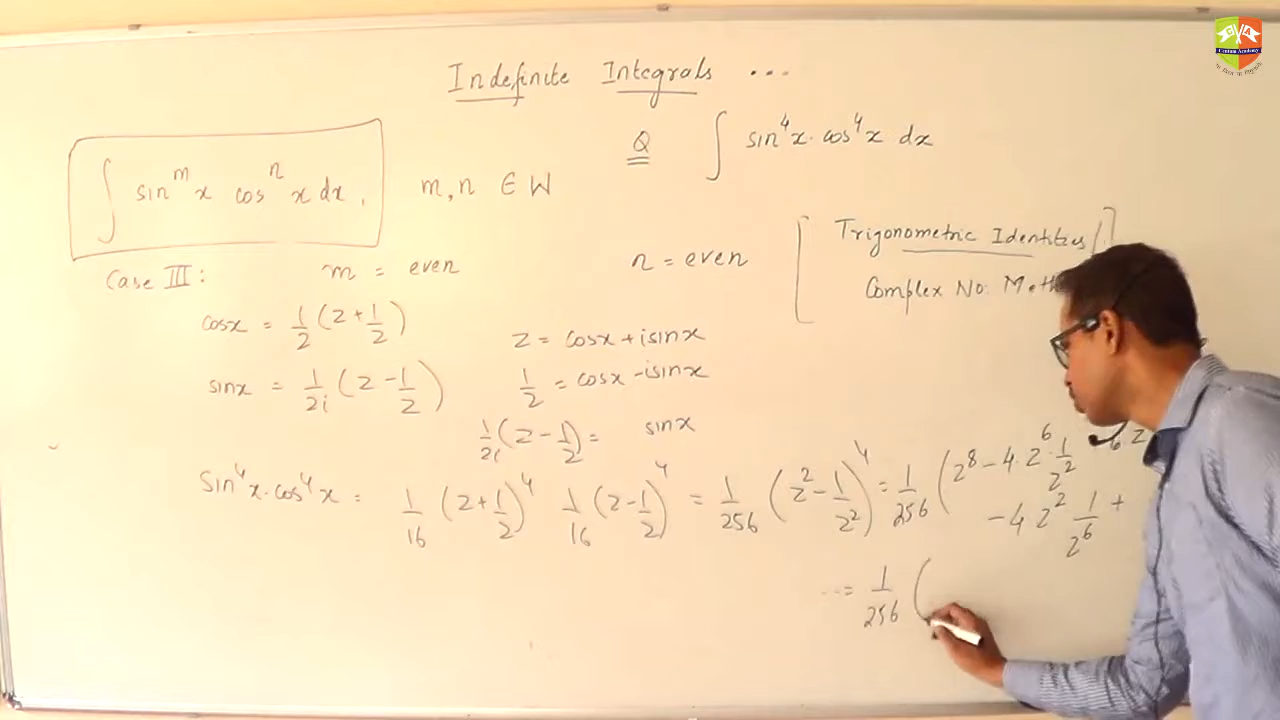 Indefinite Integrals ...
Q ∫ sin⁴x · cos⁴x dx
∫ sinᵐx cosⁿx dx, m, n ∈ W
Trigonometric Identities
Case III: m = even n = even
Complex No: Meth
cosx = 1/2 (z + 1/z)
z = cosx + isinx
sinx = 1/2i (z - 1/z)
1/z = cosx - isinx
1/2i (z - 1/z) = sinx
Sin⁴x · cos⁴x = 1/16 (z + 1/z)⁴ 1/16 (z - 1/z)⁴ = 1/256 (z² - 1/z²)⁴ = 1/256 (z⁸ - 4 · z⁶ · 1/z²
- 4 z² 1/z⁶ +
= 1/256 (
Centum Academy